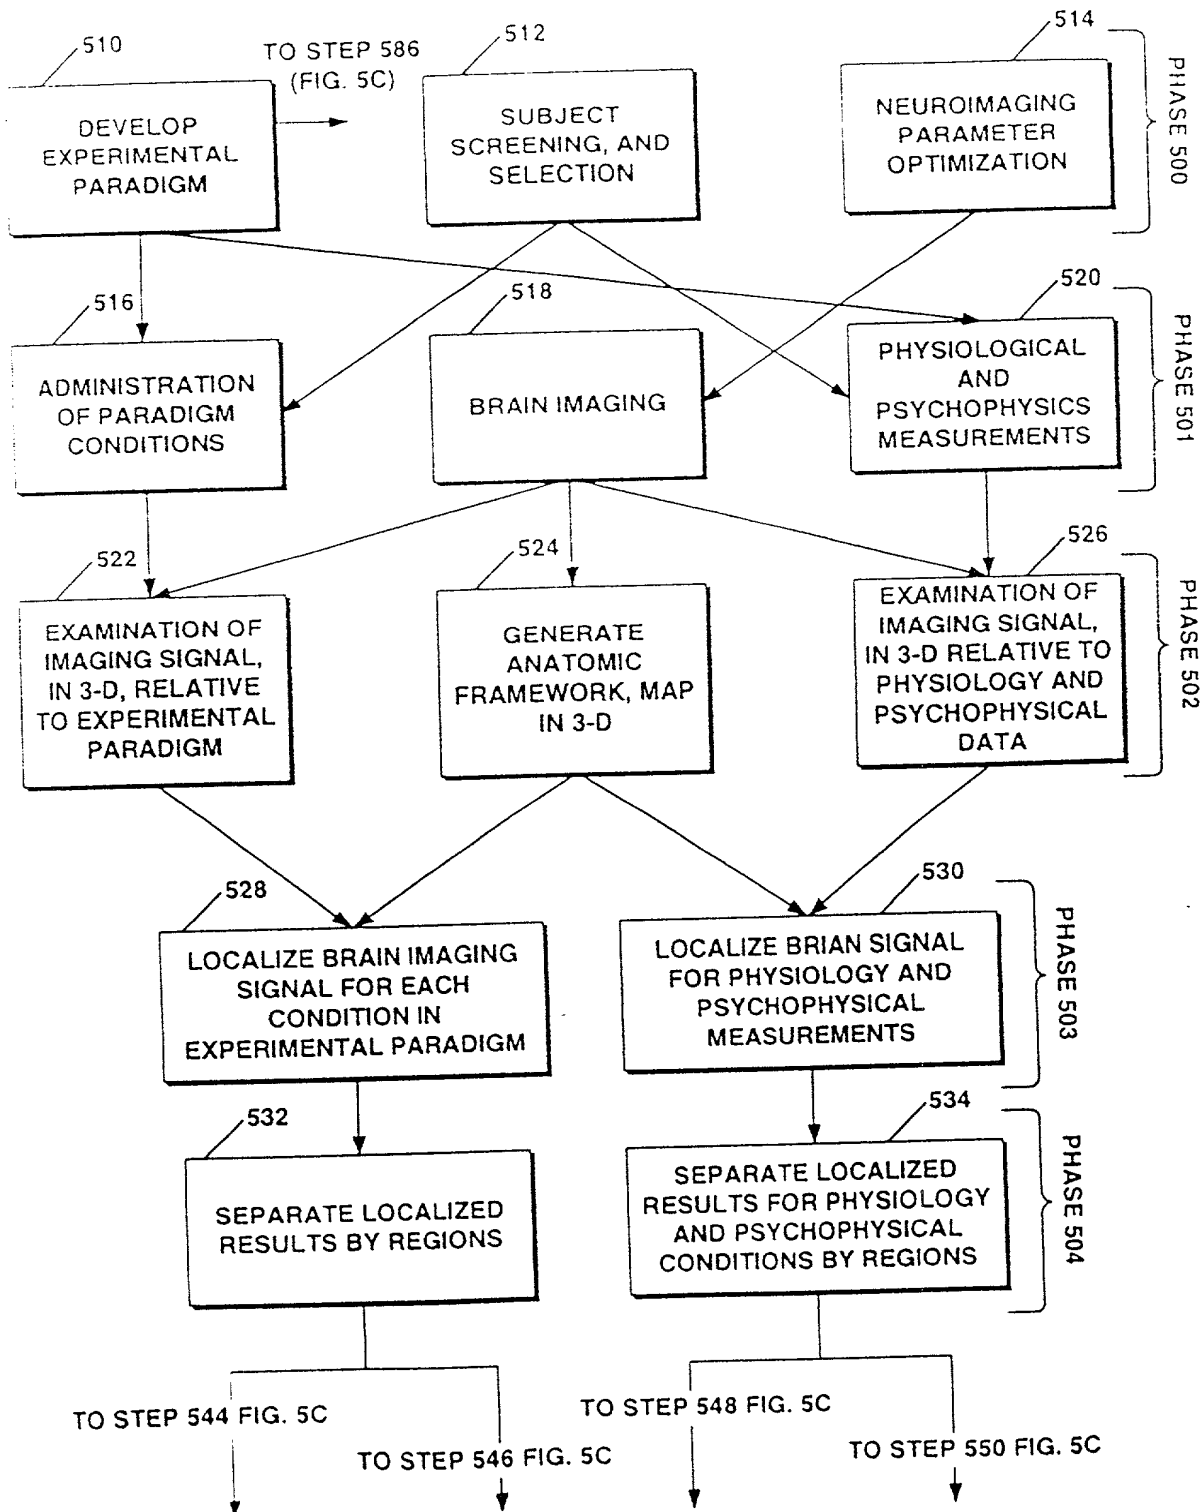 510
TO STEP 586
(FIG. 5C)
512
514
DEVELOP
EXPERIMENTAL
PARADIGM
SUBJECT
SCREENING, AND
SELECTION
NEUROIMAGING
PARAMETER
OPTIMIZATION
PHASE 500
516
518
520
ADMINISTRATION
OF PARADIGM
CONDITIONS
BRAIN IMAGING
PHYSIOLOGICAL
AND
PSYCHOPHYSICS
MEASUREMENTS
PHASE 501
522
524
526
EXAMINATION OF
IMAGING SIGNAL,
IN 3-D, RELATIVE
TO EXPERIMENTAL
PARADIGM
GENERATE
ANATOMIC
FRAMEWORK, MAP
IN 3-D
EXAMINATION OF
IMAGING SIGNAL,
IN 3-D RELATIVE TO
PHYSIOLOGY AND
PSYCHOPHYSICAL
DATA
PHASE 502
528
530
LOCALIZE BRAIN IMAGING
SIGNAL FOR EACH
CONDITION IN
EXPERIMENTAL PARADIGM
LOCALIZE BRIAN SIGNAL
FOR PHYSIOLOGY AND
PSYCHOPHYSICAL
MEASUREMENTS
PHASE 503
532
534
SEPARATE LOCALIZED
RESULTS BY REGIONS
SEPARATE LOCALIZED
RESULTS FOR PHYSIOLOGY
AND PSYCHOPHYSICAL
CONDITIONS BY REGIONS
PHASE 504
TO STEP 544 FIG. 5C
TO STEP 546 FIG. 5C
TO STEP 548 FIG. 5C
TO STEP 550 FIG. 5C